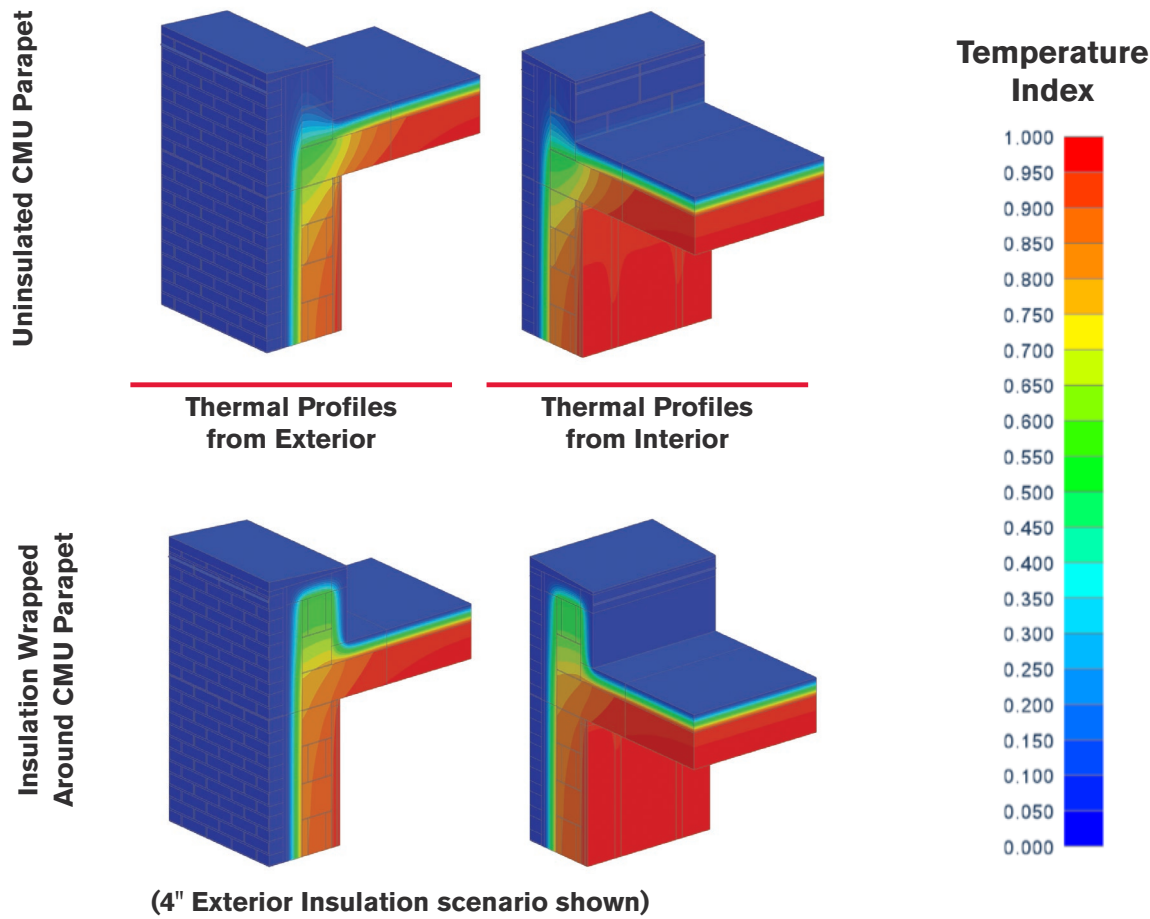 Uninsulated CMU Parapet
Thermal Profiles
from Exterior
Thermal Profiles
from Interior
Insulation Wrapped
Around CMU Parapet
(4" Exterior Insulation scenario shown)
Temperature
Index
1.000
0.950
0.900
0.850
0.800
0.750
0.700
0.650
0.600
0.550
0.500
0.450
0.400
0.350
0.300
0.250
0.200
0.150
0.100
0.050
0.000